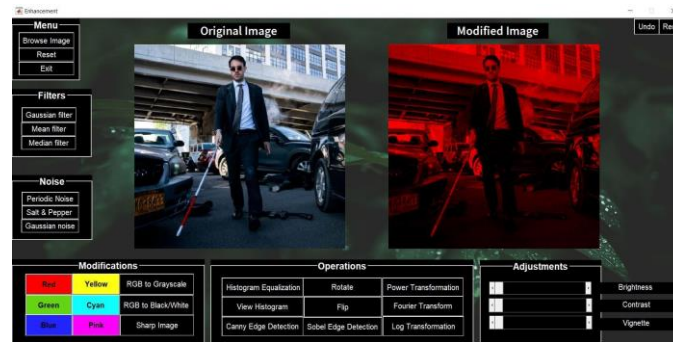 Enhancement
Menu
Browse Image
Reset
Exit
Original Image
Modified Image
Undo
Filters
Gaussian filter
Mean filter
Median filter
Noise
Periodic Noise
Salt & Pepper
Gaussian noise
Modifications
Red Yellow RGB to Grayscale
Green Cyan RGB to Black/White
Blue Pink Sharp Image
Operations
Histogram Equalization Rotate Power Transformation
View Histogram Flip Fourier Transform
Canny Edge Detection Sobel Edge Detection Log Transformation
Adjustments
Brightness
Contrast
Vignette